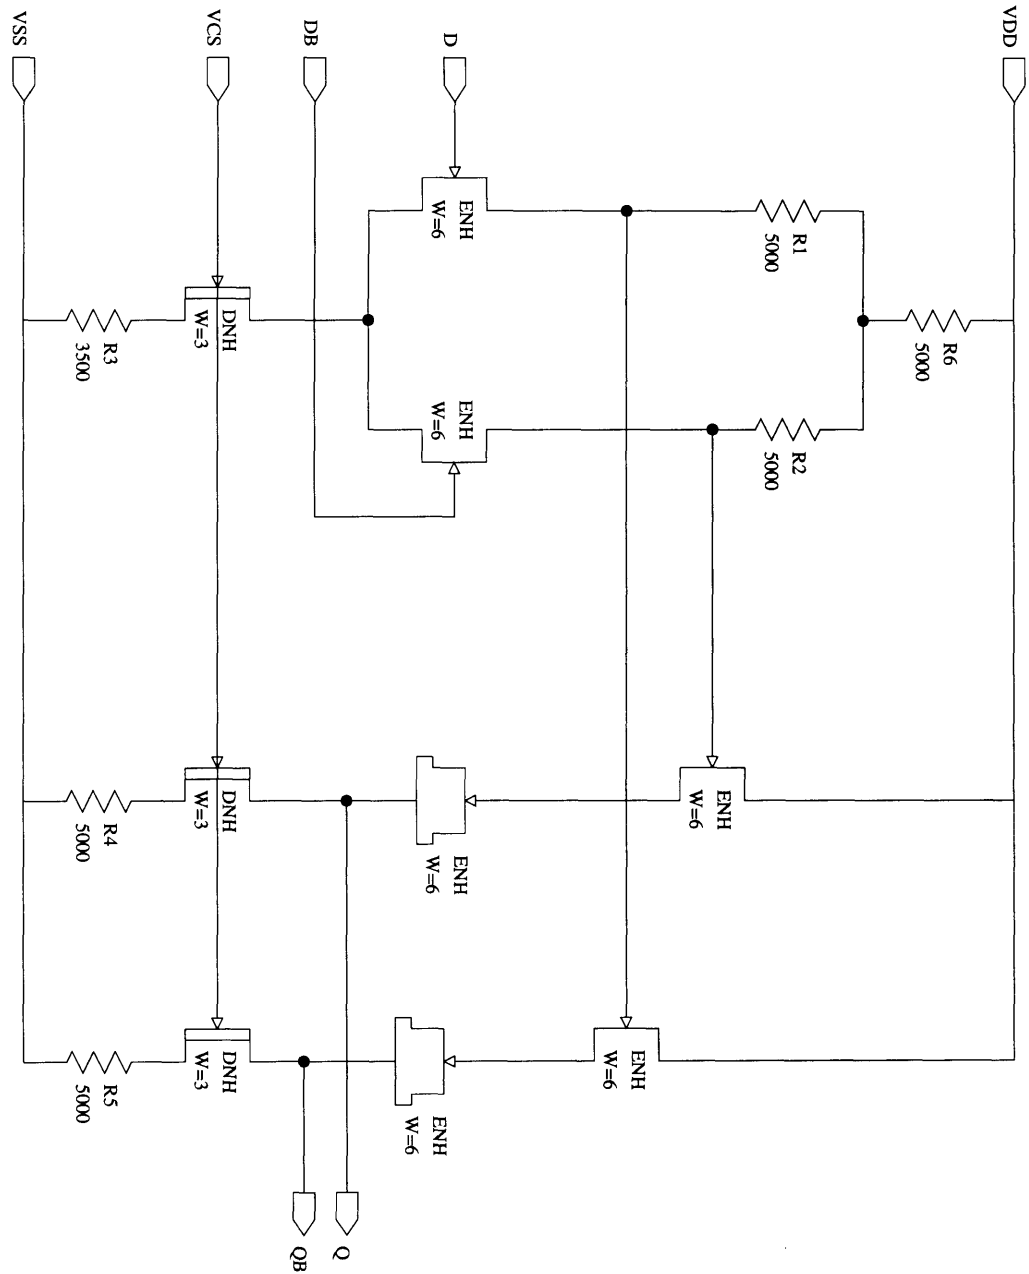 VDD
R6
5000
R1
5000
R2
5000
D
ENH
W=6
ENH
W=6
ENH
W=6
ENH
W=6
ENH
W=6
ENH
W=6
DB
Q
QB
VCS
DNH
W=3
DNH
W=3
DNH
W=3
R3
3500
R4
5000
R5
5000
VSS